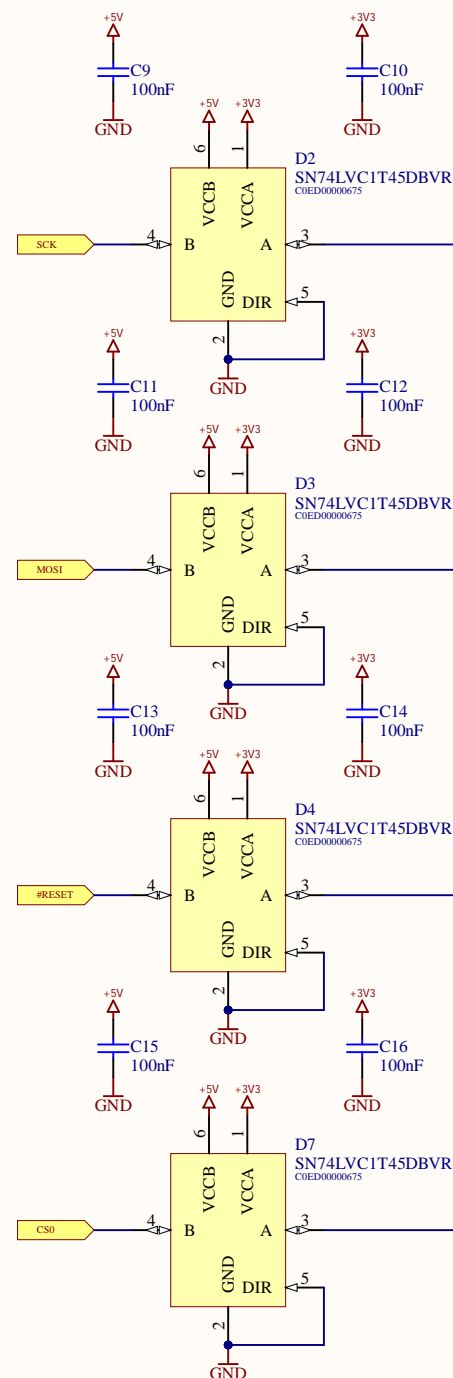 +5V
C9
100nF
GND
+3V3
C10
100nF
GND
+5V
+3V3
6
1
VCCB
VCCA
D2
SN74LVC1T45DBVR
C0ED00000675
SCK
4
B
A
3
GND
DIR
5
2
GND
+5V
C11
100nF
GND
+3V3
C12
100nF
GND
+5V
+3V3
6
1
VCCB
VCCA
D3
SN74LVC1T45DBVR
C0ED00000675
MOSI
4
B
A
3
GND
DIR
5
2
GND
+5V
C13
100nF
GND
+3V3
C14
100nF
GND
+5V
+3V3
6
1
VCCB
VCCA
D4
SN74LVC1T45DBVR
C0ED00000675
#RESET
4
B
A
3
GND
DIR
5
2
GND
+5V
C15
100nF
GND
+3V3
C16
100nF
GND
+5V
+3V3
6
1
VCCB
VCCA
D7
SN74LVC1T45DBVR
C0ED00000675
CS0
4
B
A
3
GND
DIR
5
2
GND